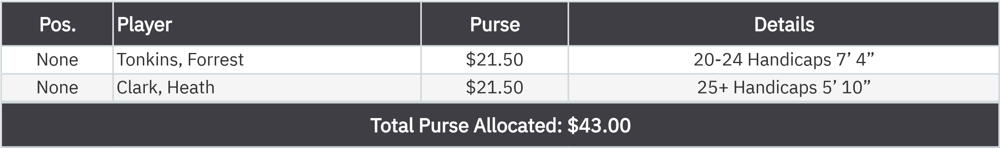 Pos. Player Purse Details
None Tonkins, Forrest $21.50 20-24 Handicaps 7’ 4”
None Clark, Heath $21.50 25+ Handicaps 5’ 10”
Total Purse Allocated: $43.00